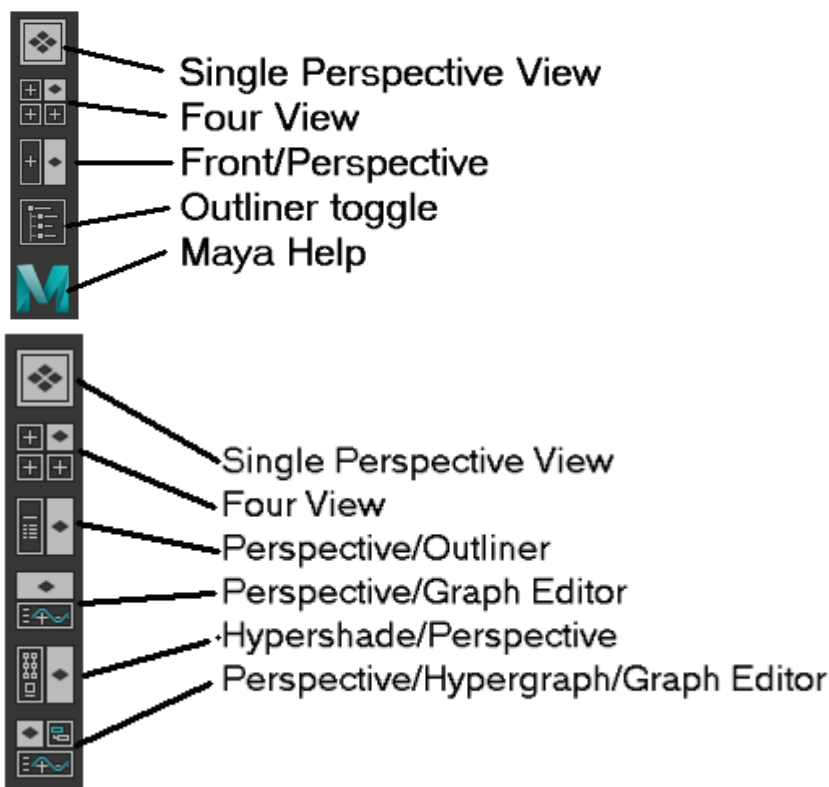 Single Perspective View
Four View
Front/Perspective
Outliner toggle
Maya Help
Single Perspective View
Four View
Perspective/Outliner
Perspective/Graph Editor
Hypershade/Perspective
Perspective/Hypergraph/Graph Editor